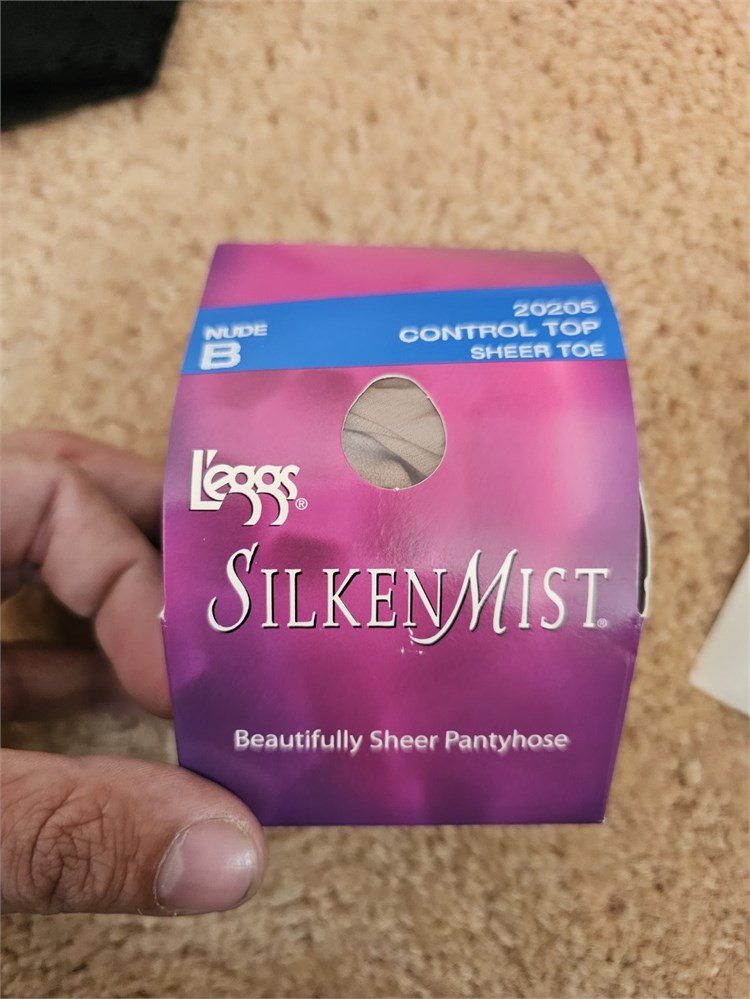 NUDE
B
20205
CONTROL TOP
SHEER TOE
L'eggs®
SILKEN MIST®
Beautifully Sheer Pantyhose